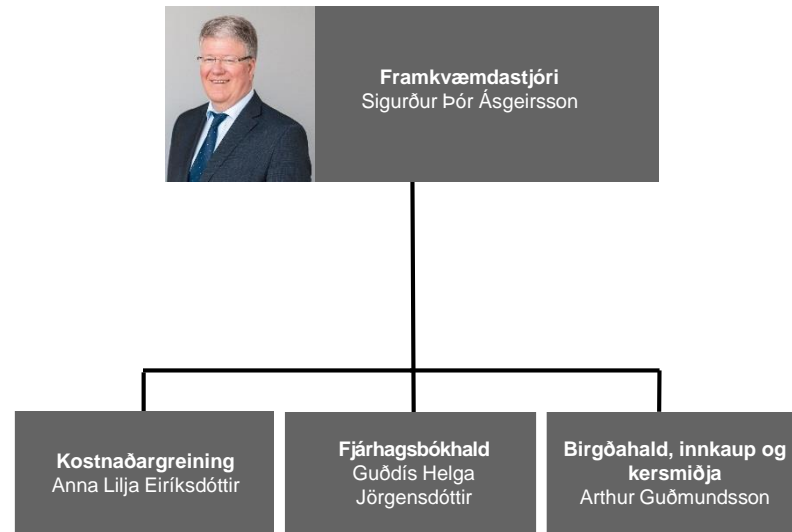 Framkvæmdastjóri
Sigurður Þór Ásgeirsson
Kostnaðargreining
Anna Lilja Eiríksdóttir
Fjárhagsbókhald
Guðdís Helga
Jörgensdóttir
Birgðahald, innkaup og
kersmiðja
Arthur Guðmundsson